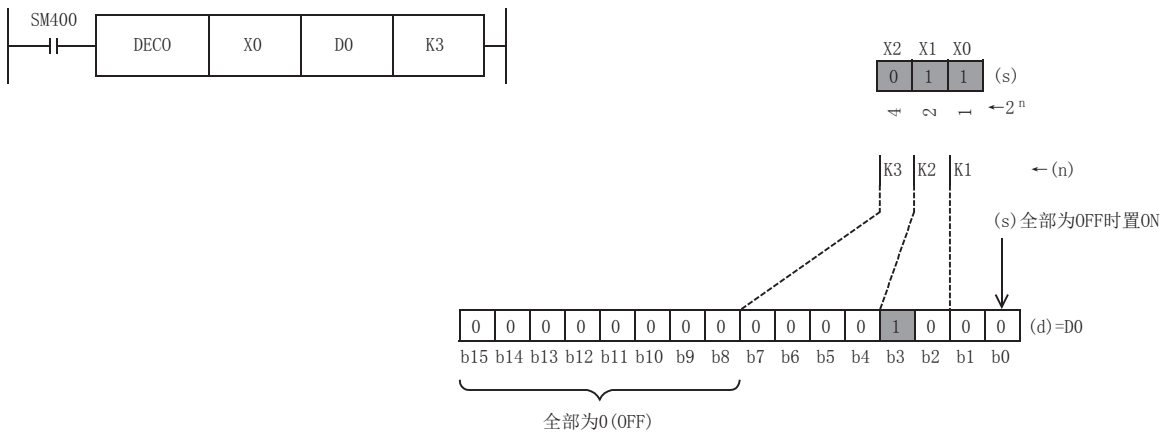 SM400
DECO X0 D0 K3
X2 X1 X0
0 1 1 (s)
4 2 1 ←2ⁿ
K3 K2 K1 ←(n)
(s)全部为OFF时置ON
0 0 0 0 0 0 0 0 0 0 0 0 1 0 0 0 (d)=D0
b15 b14 b13 b12 b11 b10 b9 b8 b7 b6 b5 b4 b3 b2 b1 b0
全部为0(OFF)